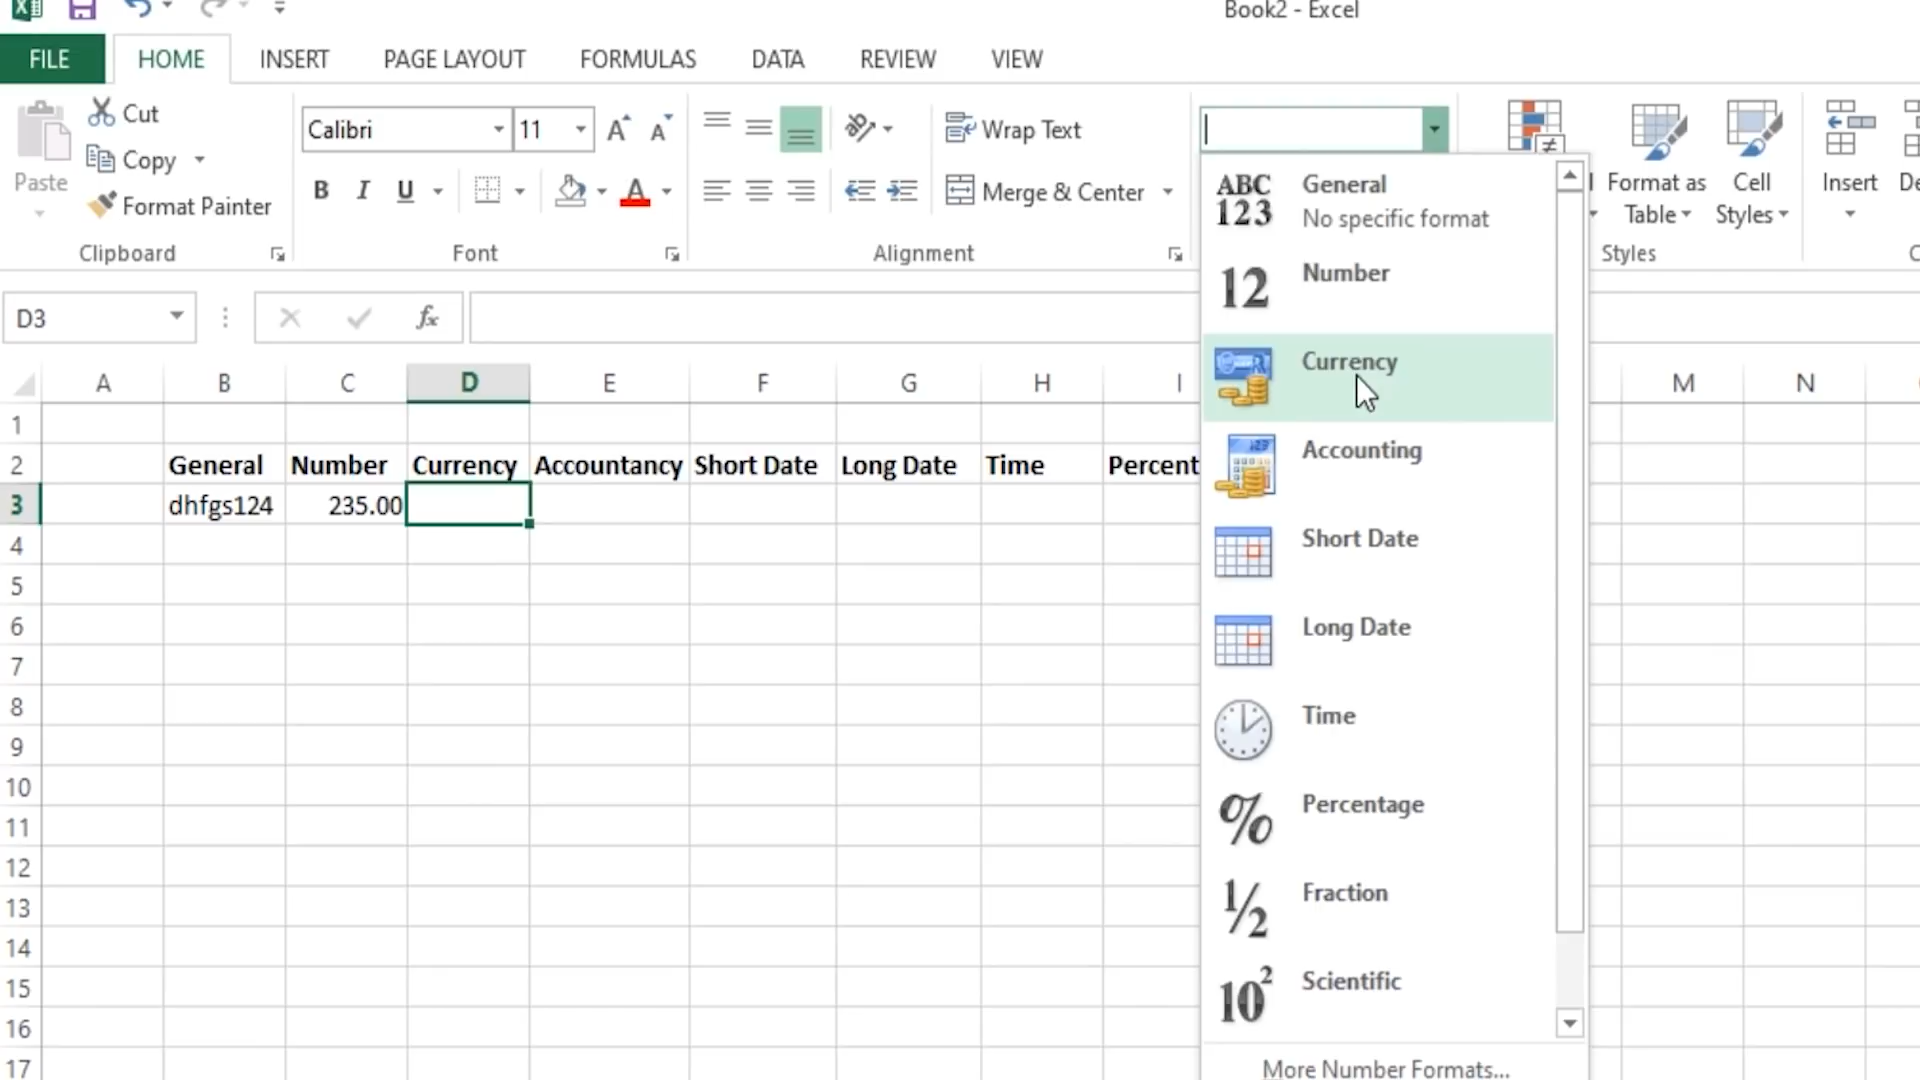 Book2 - Excel
FILE HOME INSERT PAGE LAYOUT FORMULAS DATA REVIEW VIEW
Cut
Copy
Format Painter
Paste
Clipboard
Calibri 11
B I U A
Font
Wrap Text
Merge & Center
Alignment
Format as Table
Cell Styles
Styles
Insert
D3
fx
A B C D E F G H I M N
1
2 General Number Currency Accountancy Short Date Long Date Time Percent
3 dhfgs124 235.00
4
5
6
7
8
9
10
11
12
13
14
15
16
17
ABC 123 General
No specific format
12 Number
Currency
Accounting
Short Date
Long Date
Time
% Percentage
1/2 Fraction
10² Scientific
More Number Formats...